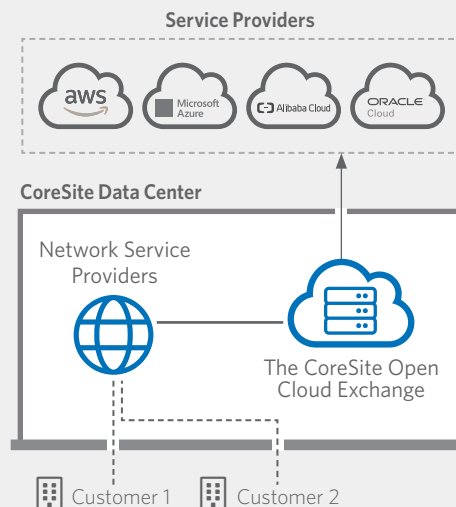 Service Providers
aws
Microsoft
Azure
Alibaba Cloud
ORACLE
Cloud
CoreSite Data Center
Network Service
Providers
The CoreSite Open
Cloud Exchange
Customer 1
Customer 2